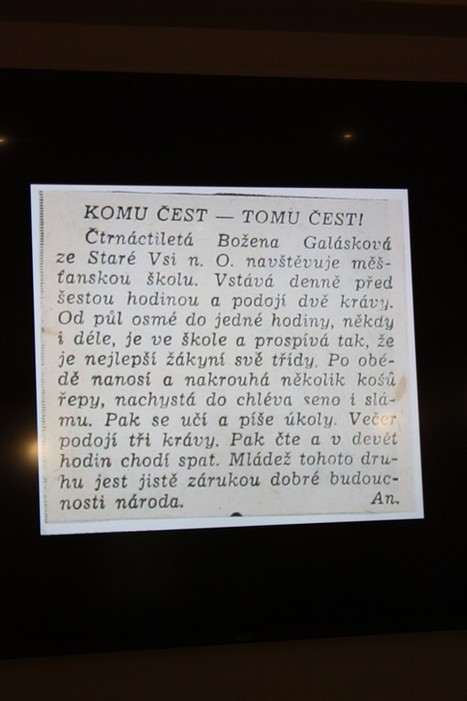 KOMU ČEST — TOMU ČEST!
Čtrnáctiletá Božena Galásková
ze Staré Vsi n. O. navštěvuje měš-
ťanskou školu. Vstává denně před
šestou hodinou a podojí dvě krávy.
Od půl osmé do jedné hodiny, někdy
i déle, je ve škole a prospívá tak, že
je nejlepší žákyní své třídy. Po obě-
dě nanosí a nakrouhá několik košů
řepy, nachystá do chléva seno i slá-
mu. Pak se učí a píše úkoly. Večer
podojí tři krávy. Pak čte a v devět
hodin chodí spat. Mládež tohoto dru-
hu jest jistě zárukou dobré budouc-
nosti národa. An.